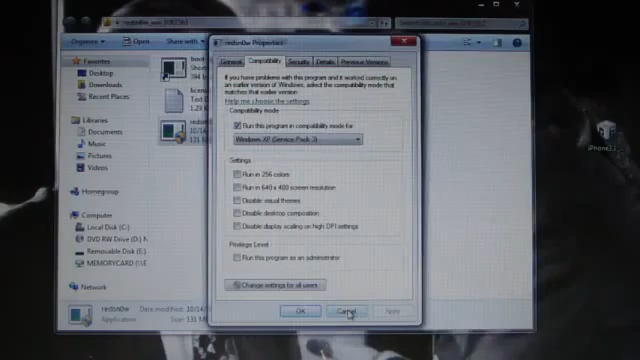 Organize
Open
Share with
Favorites
Desktop
Downloads
Recent Places
Libraries
Documents
Music
Pictures
Videos
Homegroup
Computer
Local Disk (C:)
DVD RW Drive (D:) N
Removable Disk (E:)
MEMORYCARD (H:)
Network
redsn0w Properties
General
Compatibility
Security
Details
Previous Versions
If you have problems with this program and it worked correctly on
an earlier version of Windows, select the compatibility mode that
matches that earlier version
Help me choose the settings
Compatibility mode
Run this program in compatibility mode for
Windows XP (Service Pack 3)
Settings
Run in 256 colors
Run in 640 x 480 screen resolution
Disable visual themes
Disable desktop composition
Disable display scaling on high DPI settings
Privilege Level
Run this program as an administrator
Change settings for all users
OK
Cancel
Apply
redsn0w
Date modified: 10/14/
Application